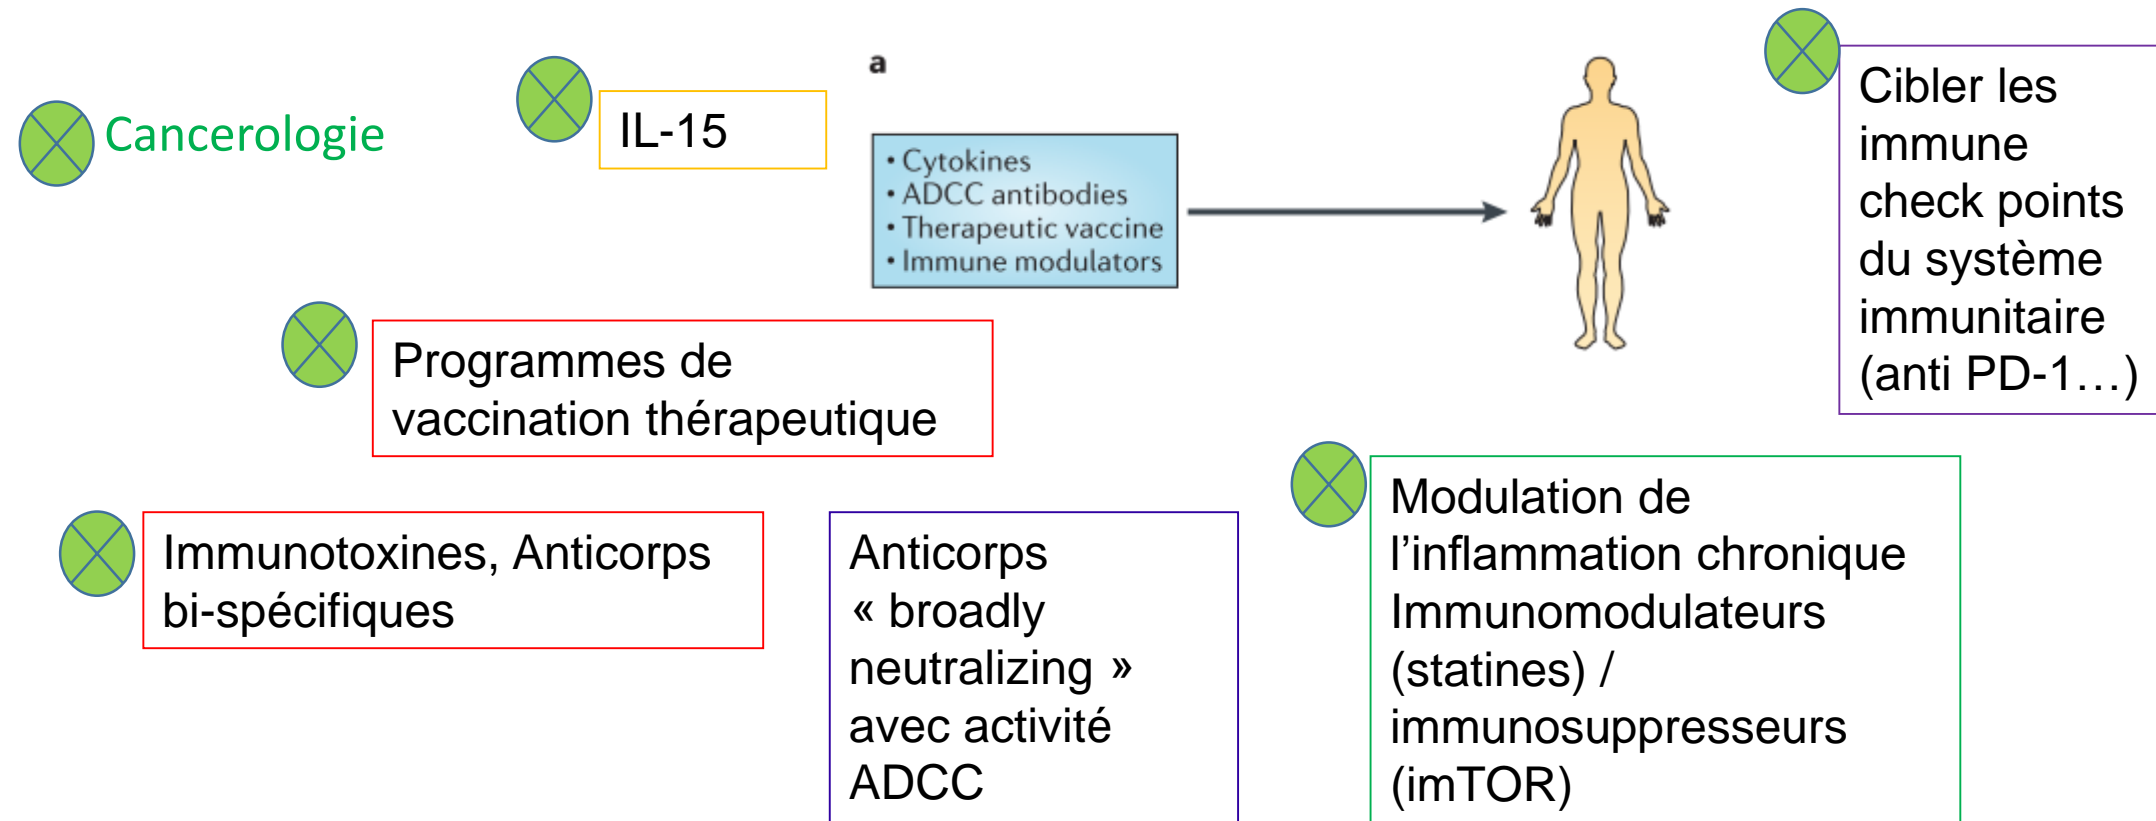 Cancerologie
IL-15
a
• Cytokines
• ADCC antibodies
• Therapeutic vaccine
• Immune modulators
Cibler les
immune
check points
du système
immunitaire
(anti PD-1…)
Programmes de
vaccination thérapeutique
Immunotoxines, Anticorps
bi-spécifiques
Anticorps
« broadly
neutralizing »
avec activité
ADCC
Modulation de
l’inflammation chronique
Immunomodulateurs
(statines) /
immunosuppresseurs
(imTOR)